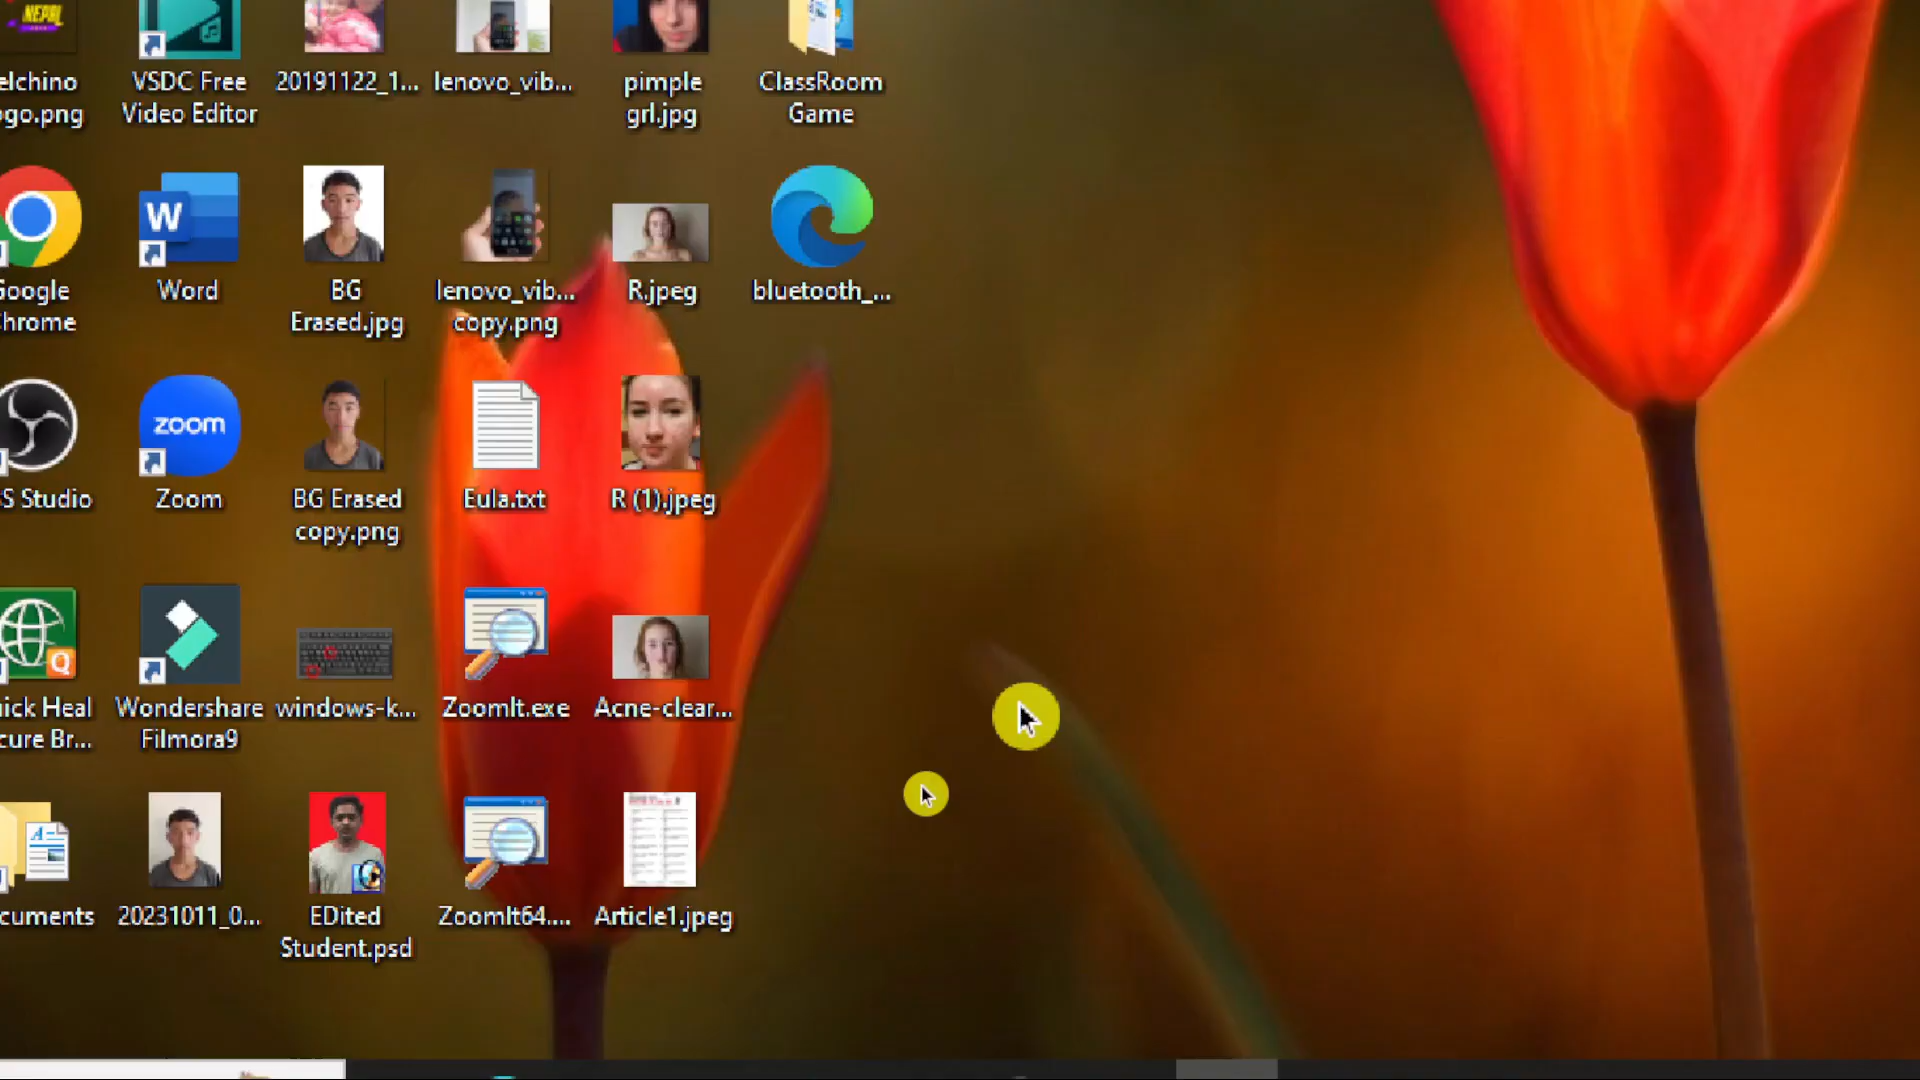 NEPAL
elchino
ogo.png
VSDC Free
Video Editor
20191122_1...
lenovo_vib...
pimple
grl.jpg
ClassRoom
Game
Google
Chrome
W
Word
BG
Erased.jpg
lenovo_vib...
copy.png
R.jpeg
bluetooth_...
S Studio
zoom
Zoom
BG Erased
copy.png
Eula.txt
R (1).jpeg
Q
ick Heal
cure Br...
Wondershare
Filmora9
windows-k...
ZoomIt.exe
Acne-clear...
A
cuments
20231011_0...
EDited
Student.psd
ZoomIt64....
Article1.jpeg